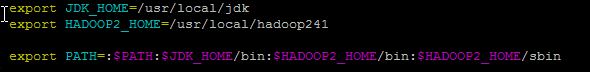 export JDK_HOME=/usr/local/jdk
export HADOOP2_HOME=/usr/local/hadoop241
export PATH=:$PATH:$JDK_HOME/bin:$HADOOP2_HOME/bin:$HADOOP2_HOME/sbin